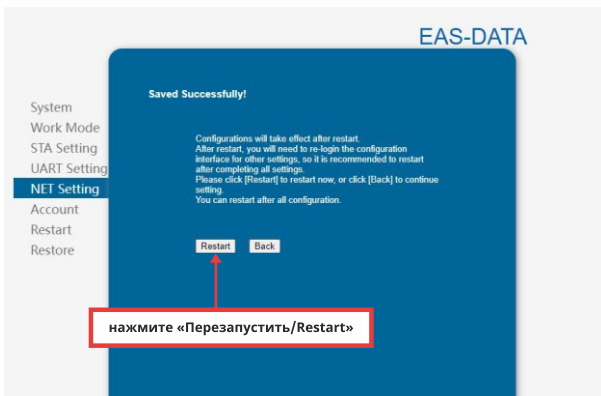 EAS-DATA
System
Work Mode
STA Setting
UART Setting
NET Setting
Account
Restart
Restore
Saved Successfully!
Configurations will take effect after restart.
After restart, you will need to re-login the configuration
interface for other settings, so it is recommended to restart
after completing all settings.
Please click [Restart] to restart now, or click [Back] to continue
setting.
You can restart after all configuration.
Restart Back
нажмите «Перезапустить/Restart»